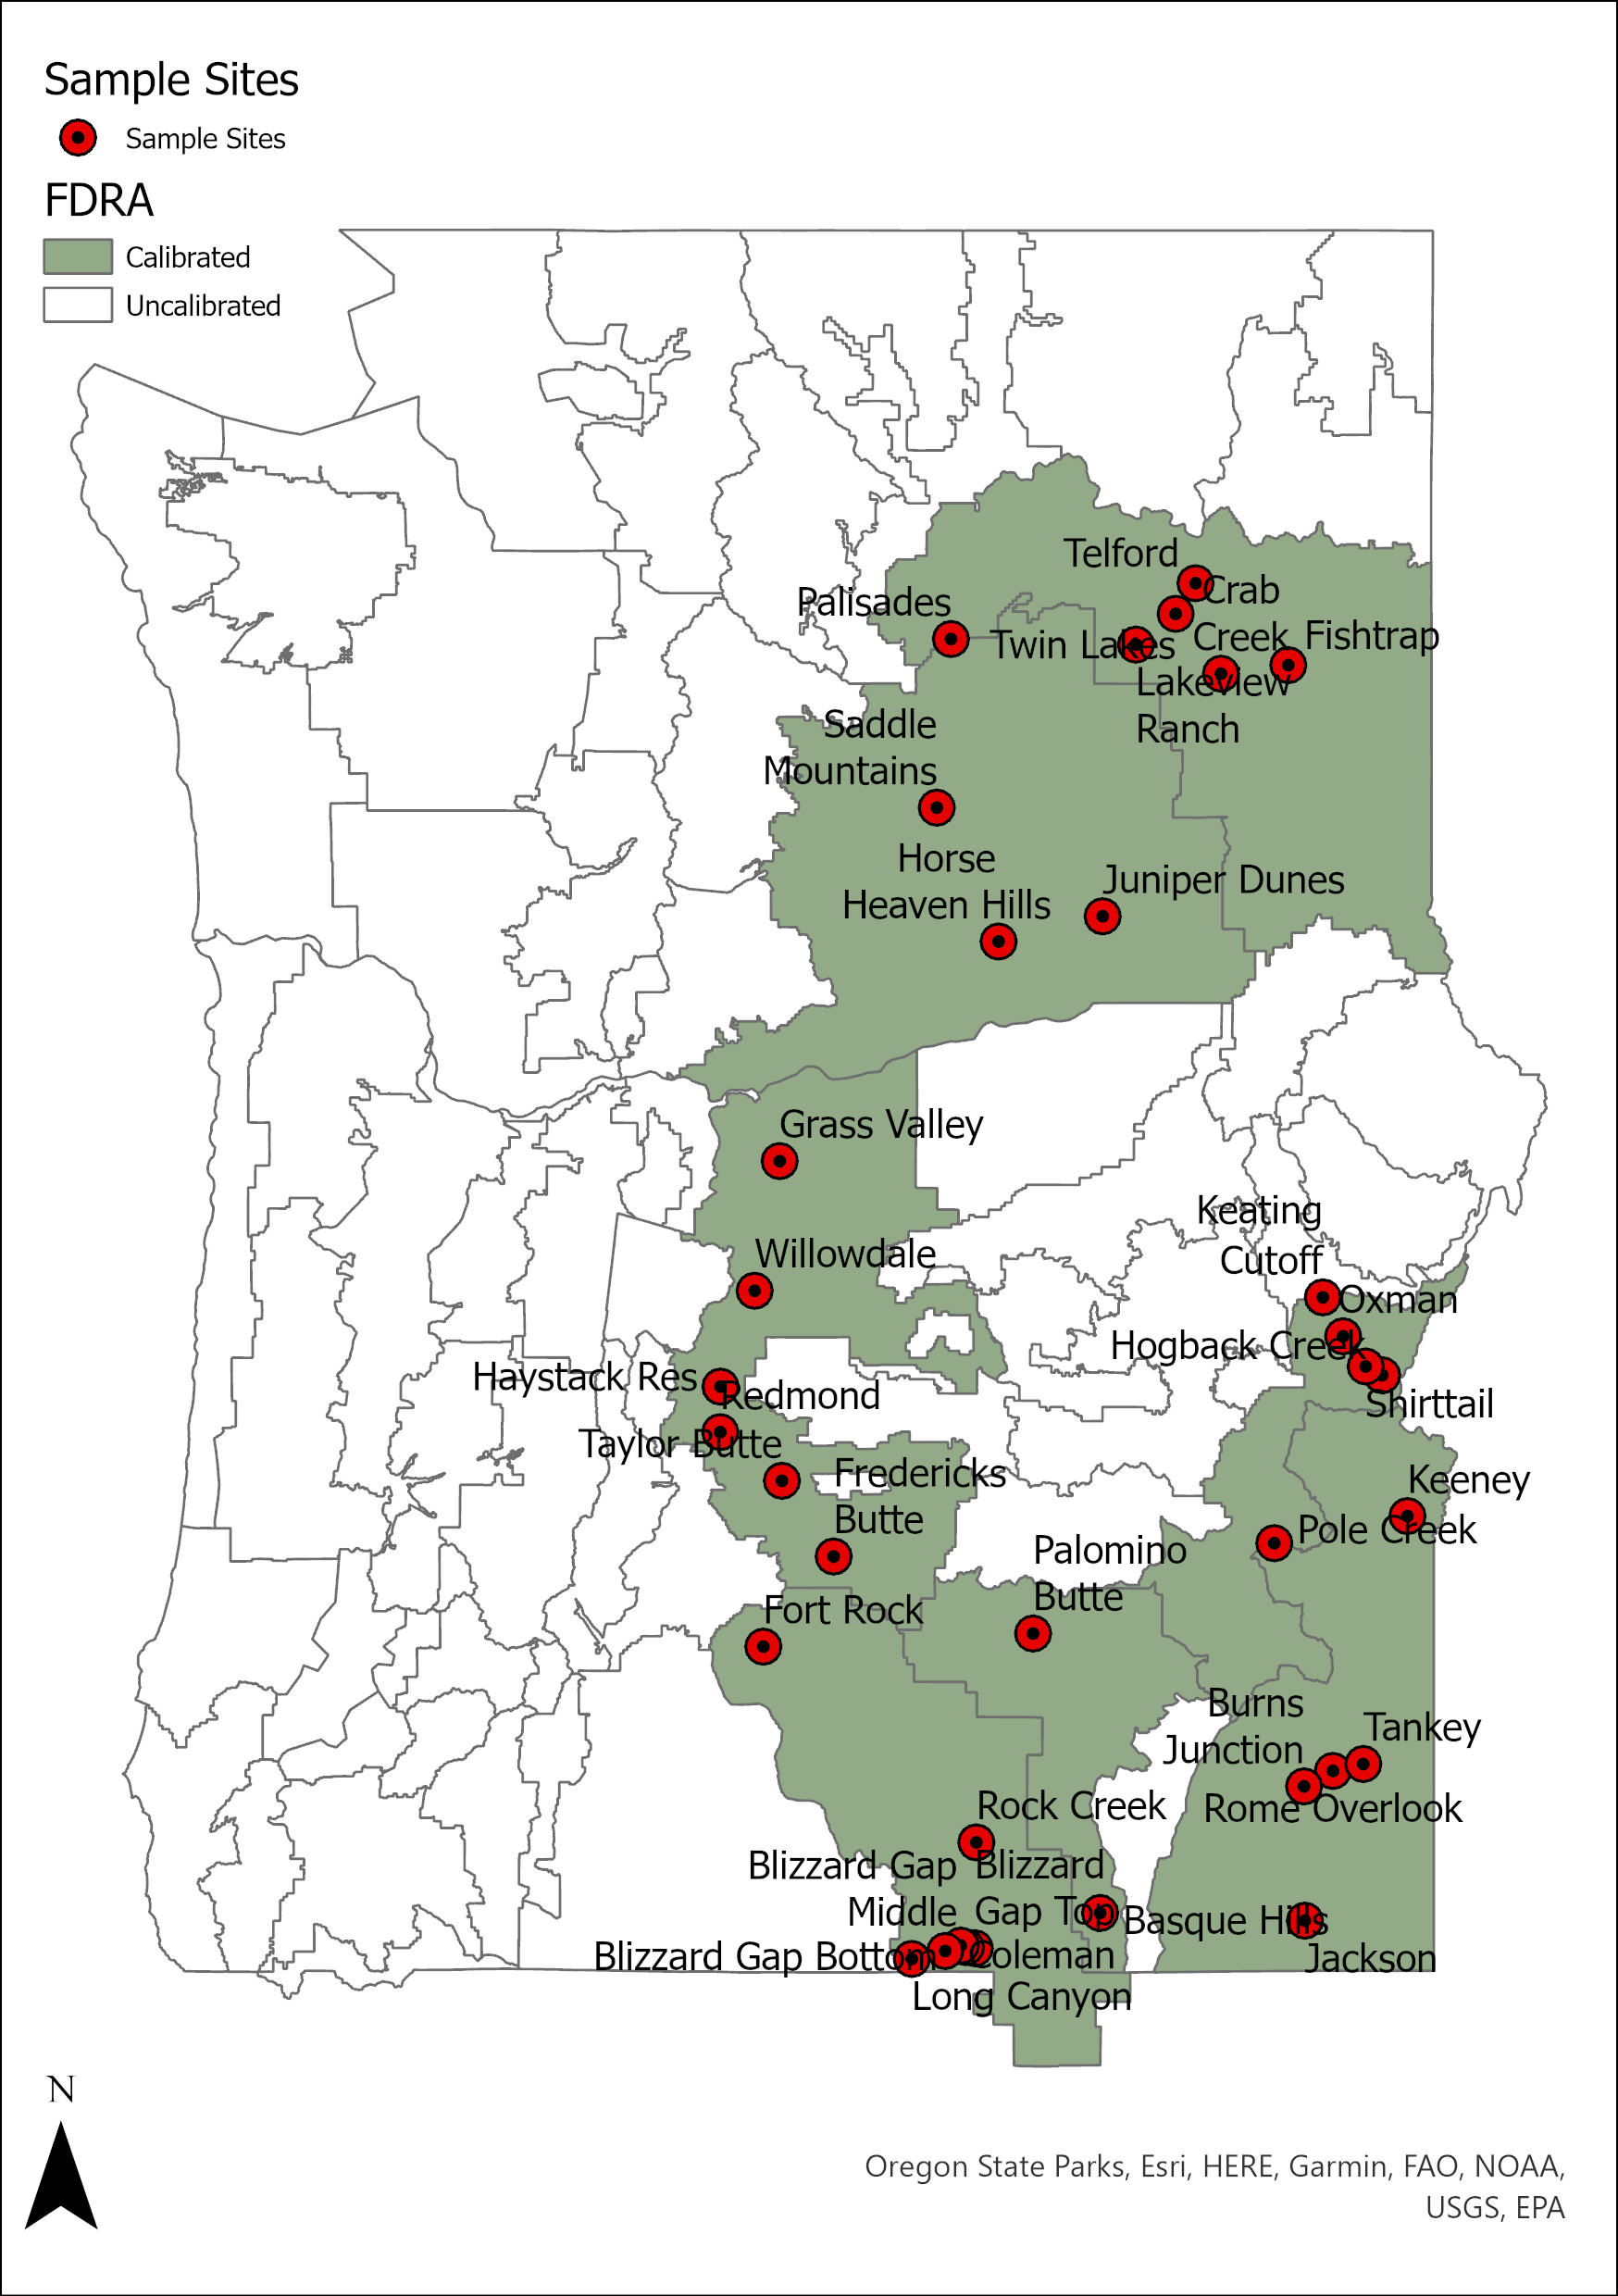 Sample Sites
Sample Sites
FDRA
Calibrated
Uncalibrated
Telford
Crab
Creek
Palisades
Twin Lakes
Fishtrap
Lakeview
Ranch
Saddle
Mountains
Horse
Heaven Hills
Juniper Dunes
Grass Valley
Willowdale
Keating
Cutoff
Oxman
Hogback Creek
Shirttail
Haystack Res
Redmond
Taylor Butte
Fredericks
Butte
Keeney
Pole Creek
Palomino
Butte
Fort Rock
Burns
Junction
Tankey
Rome Overlook
Rock Creek
Blizzard Gap
Middle
Blizzard
Gap Top
Basque Hills
Blizzard Gap Bottom
Coleman
Jackson
Long Canyon
N
Oregon State Parks, Esri, HERE, Garmin, FAO, NOAA,
USGS, EPA